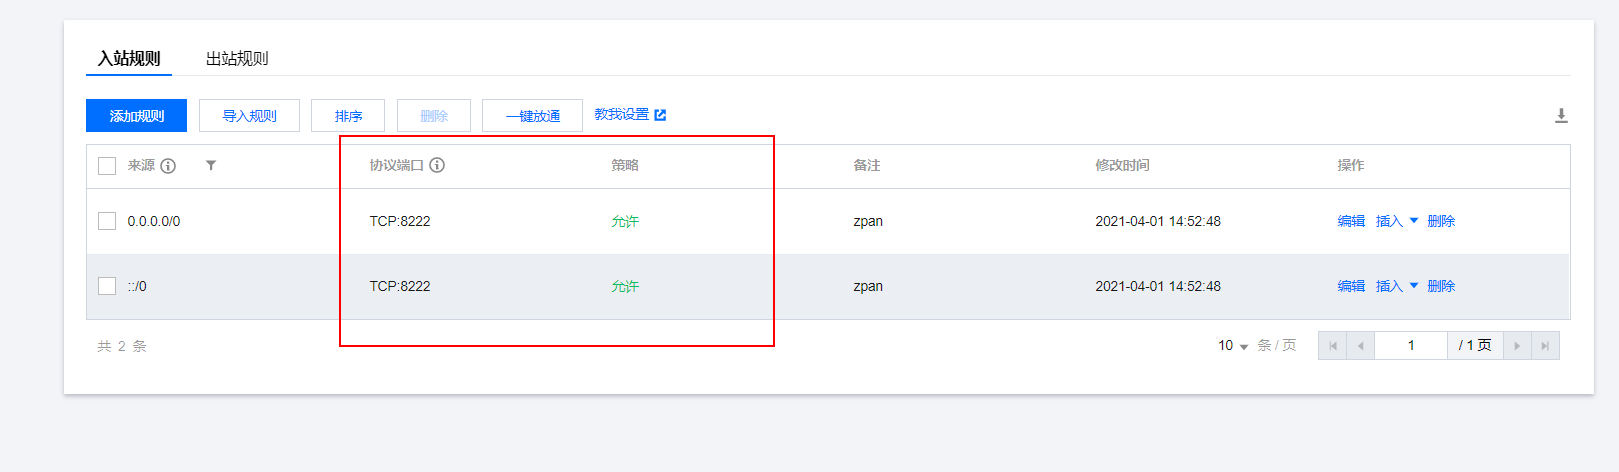 入站规则 出站规则
添加规则 导入规则 排序 删除 一键放通 教我设置
来源 协议端口 策略 备注 修改时间 操作
0.0.0.0/0 TCP:8222 允许 zpan 2021-04-01 14:52:48 编辑 插入 删除
::/0 TCP:8222 允许 zpan 2021-04-01 14:52:48 编辑 插入 删除
共 2 条 10 条 / 页 1 / 1 页